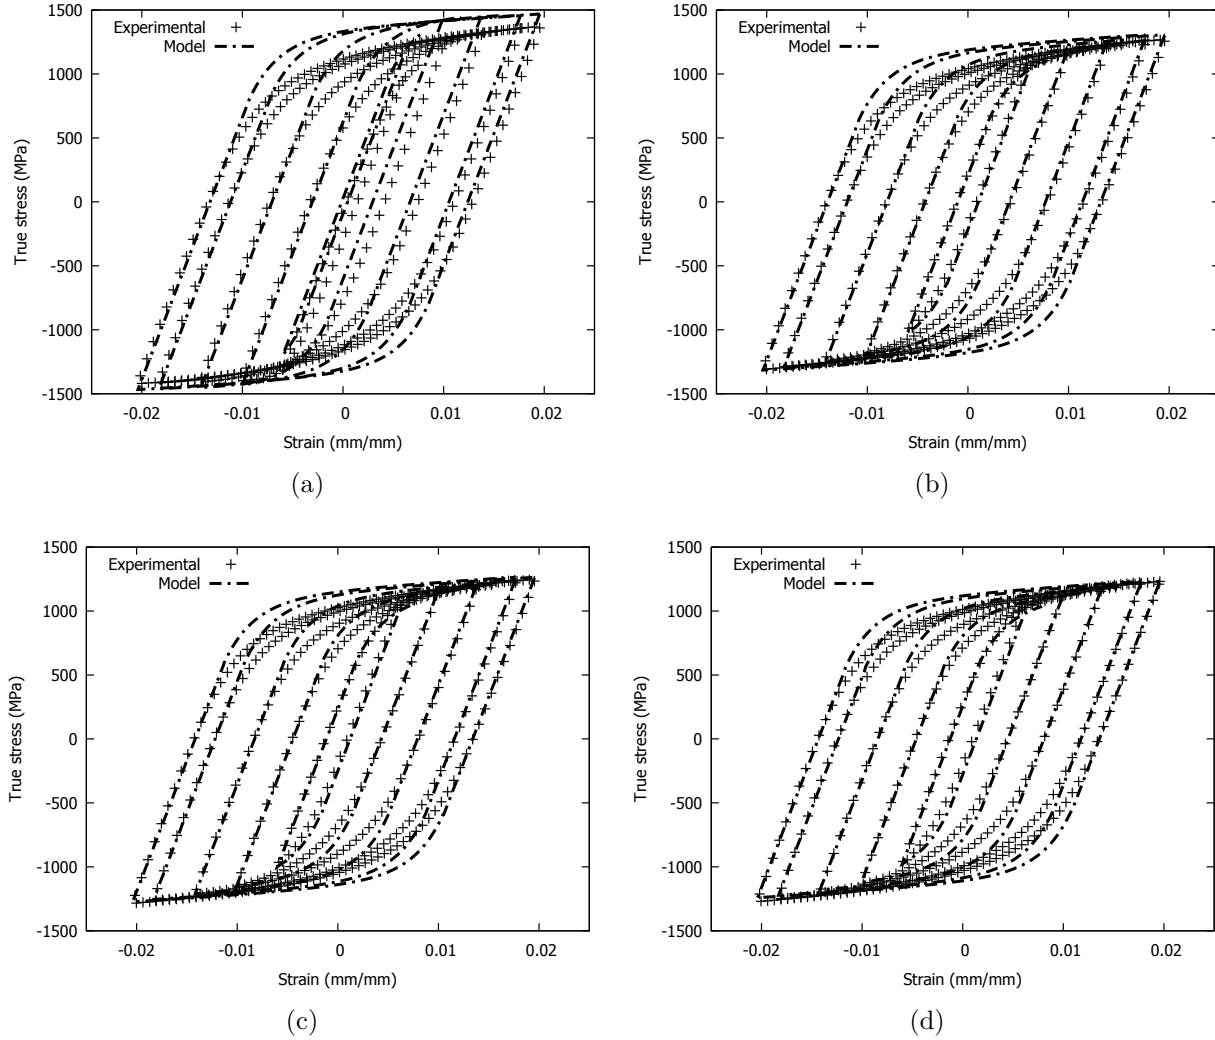 1500
1000
500
0
-500
-1000
-1500
True stress (MPa)
Experimental
Model
-0.02 -0.01 0 0.01 0.02
Strain (mm/mm)
(a)
1500
1000
500
0
-500
-1000
-1500
True stress (MPa)
Experimental
Model
-0.02 -0.01 0 0.01 0.02
Strain (mm/mm)
(b)
1500
1000
500
0
-500
-1000
-1500
True stress (MPa)
Experimental
Model
-0.02 -0.01 0 0.01 0.02
Strain (mm/mm)
(c)
1500
1000
500
0
-500
-1000
-1500
True stress (MPa)
Experimental
Model
-0.02 -0.01 0 0.01 0.02
Strain (mm/mm)
(d)